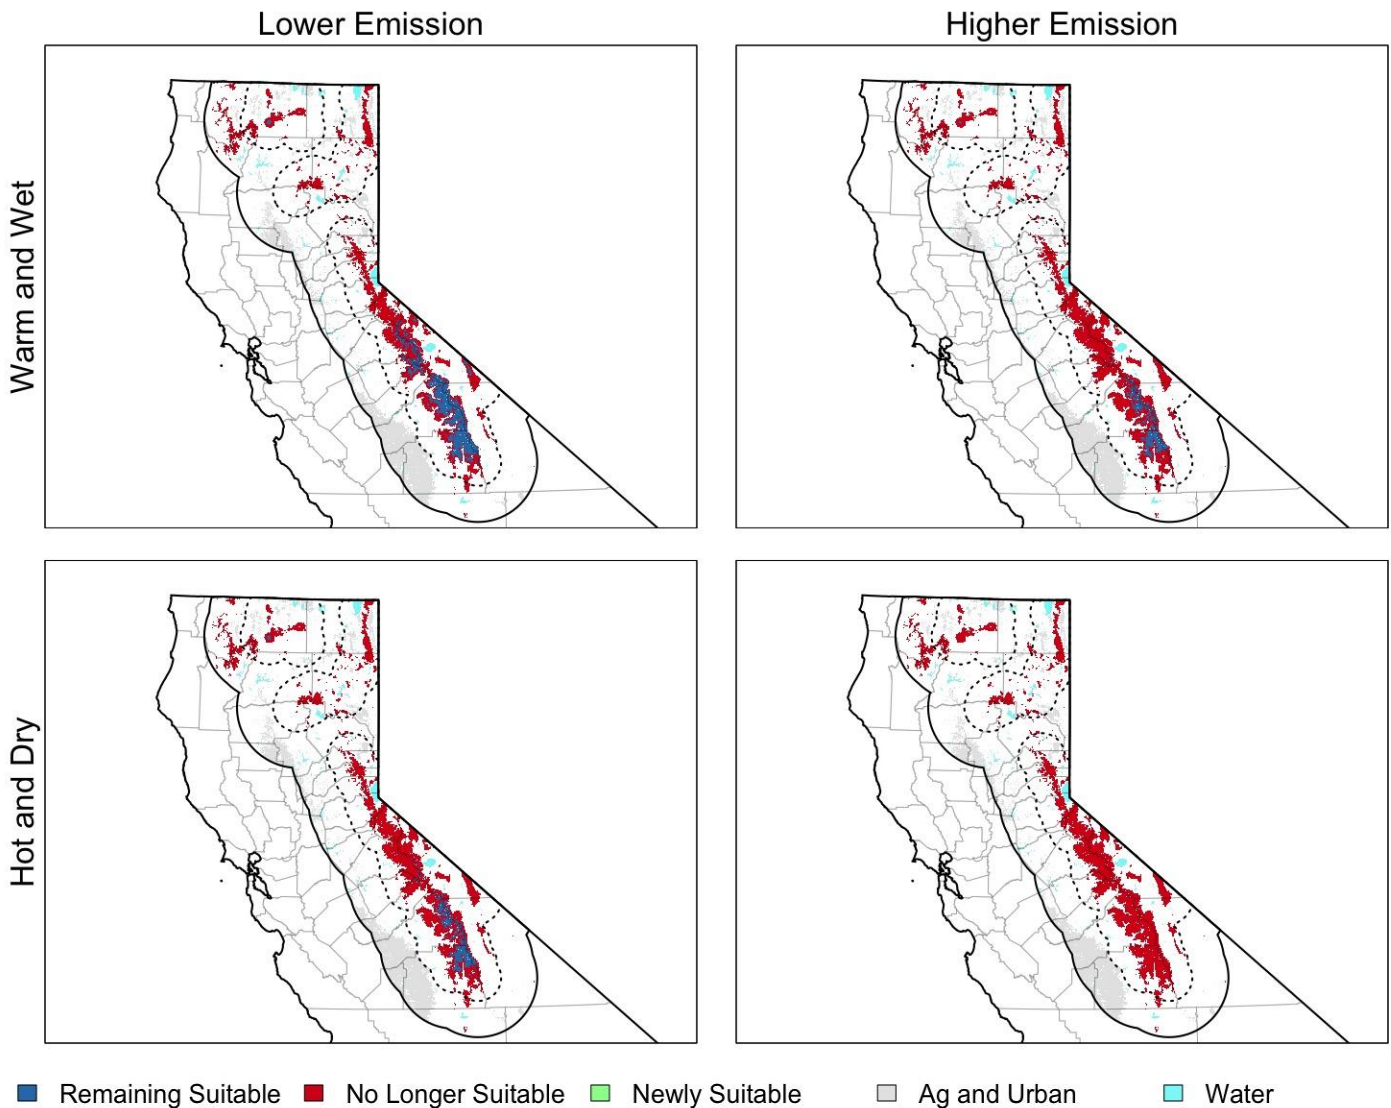 Lower Emission
Higher Emission
Warm and Wet
Hot and Dry
Remaining Suitable
No Longer Suitable
Newly Suitable
Ag and Urban
Water